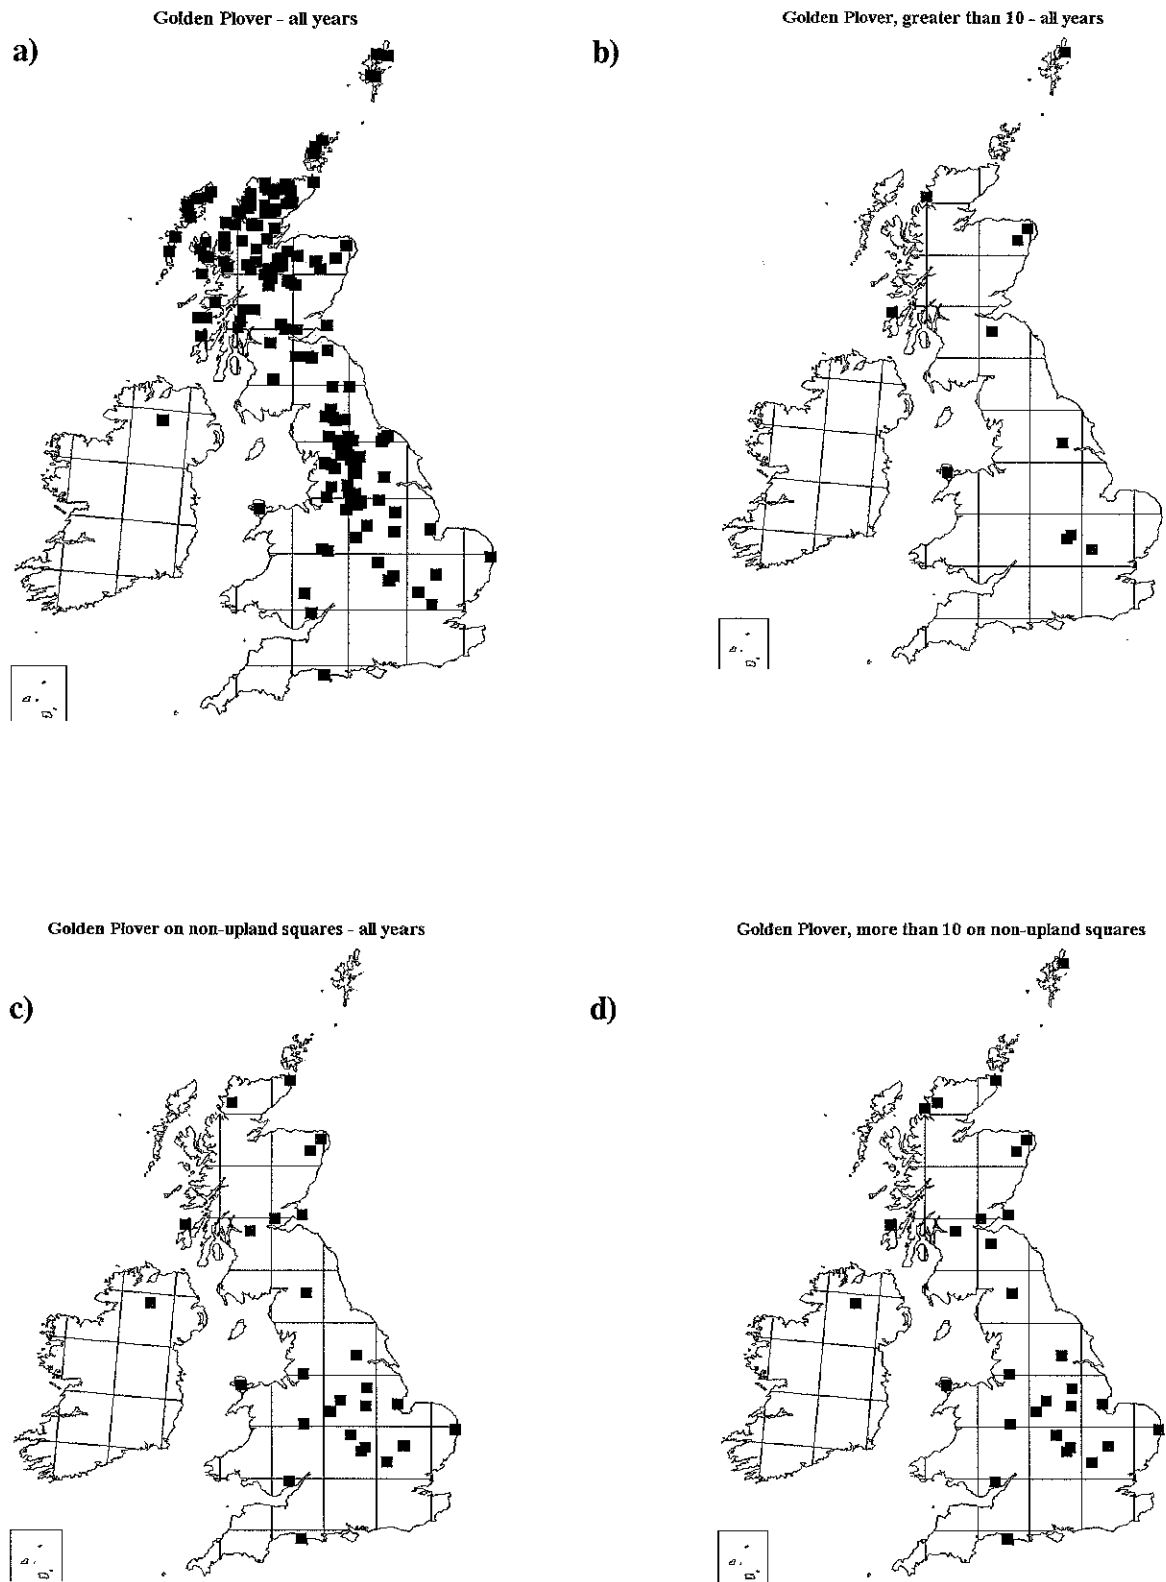 Golden Plover - all years
a)
Golden Plover, greater than 10 - all years
b)
Golden Plover on non-upland squares - all years
c)
Golden Plover, more than 10 on non-upland squares
d)